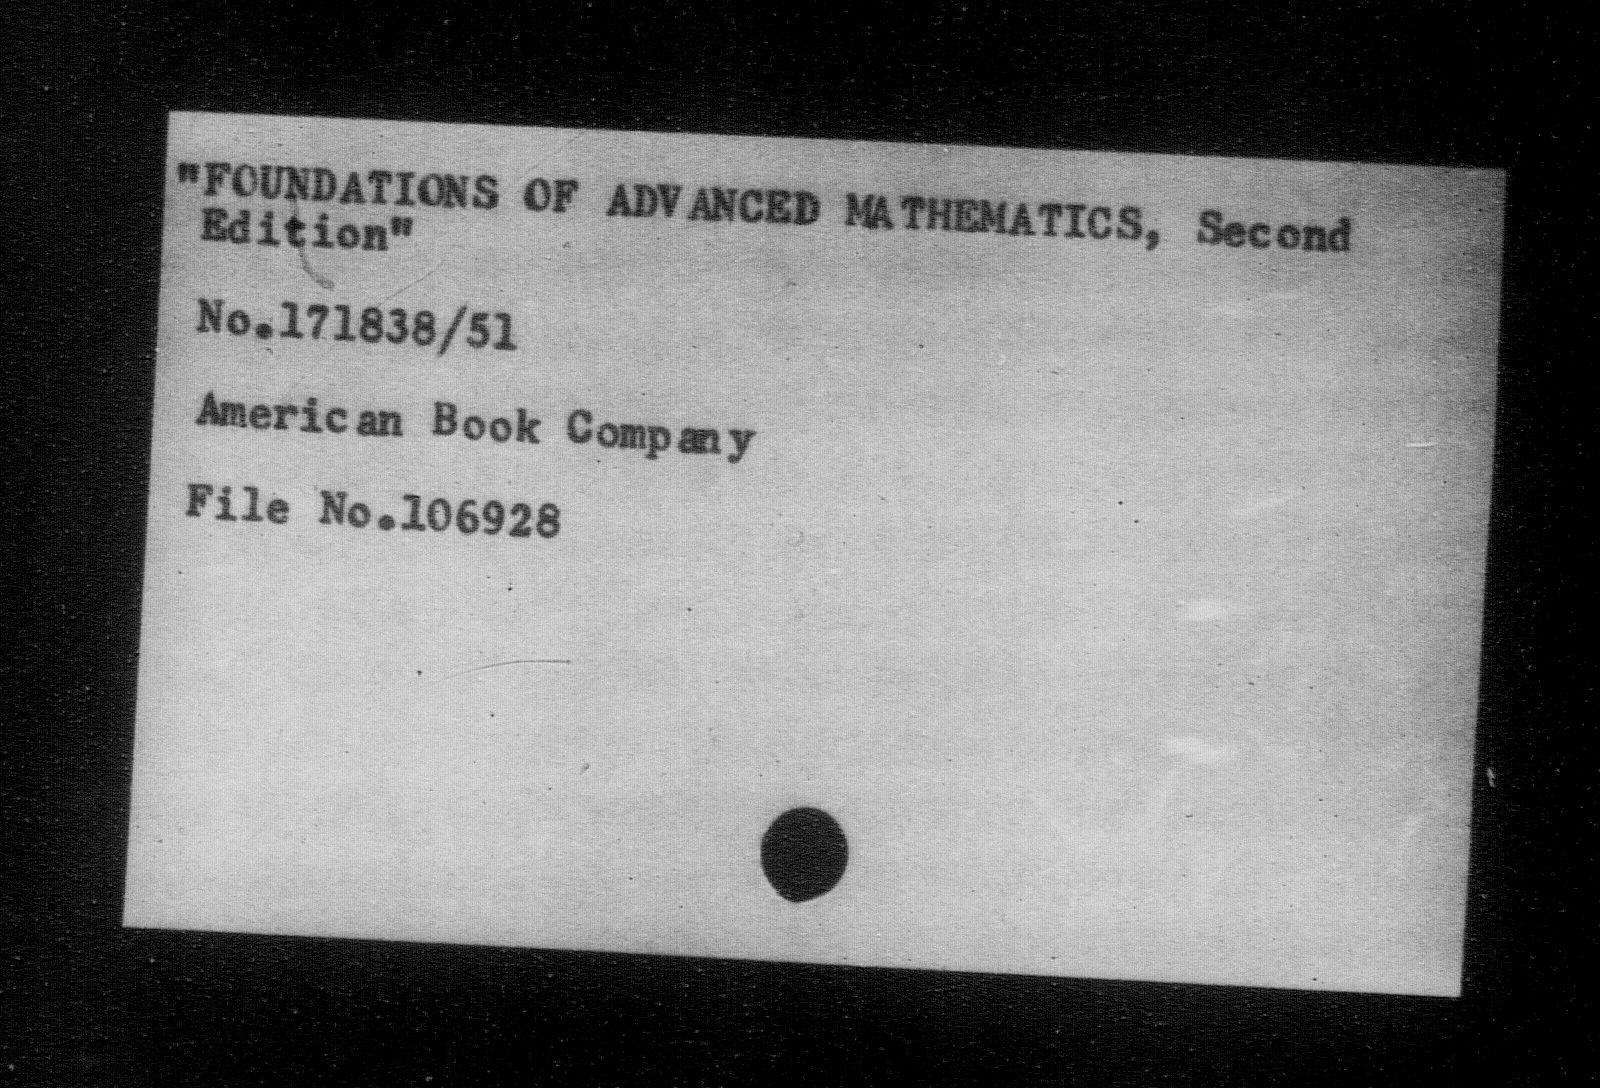 "FOUNDATIONS OF ADVANCED MATHEMATICS, Second
Edition"
No.171838/51
American Book Company
File No.106928